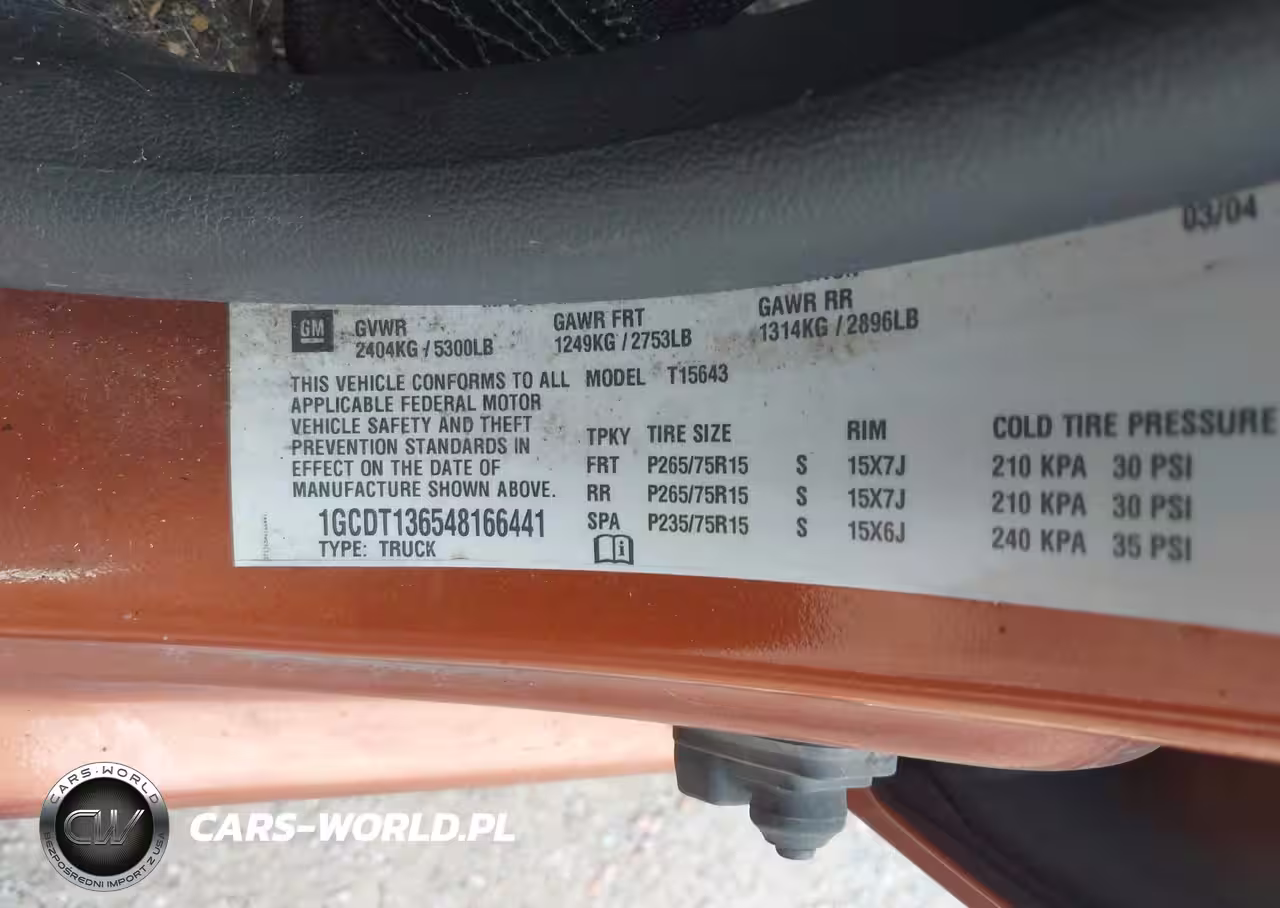 03/04
GM
GVWR
2404KG / 5300LB
GAWR FRT
1249KG / 2753LB
GAWR RR
1314KG / 2896LB
THIS VEHICLE CONFORMS TO ALL
APPLICABLE FEDERAL MOTOR
VEHICLE SAFETY AND THEFT
PREVENTION STANDARDS IN
EFFECT ON THE DATE OF
MANUFACTURE SHOWN ABOVE.
1GCDT136548166441
TYPE: TRUCK
MODEL T15643
TPKY TIRE SIZE RIM COLD TIRE PRESSURE
FRT P265/75R15 S 15X7J 210 KPA 30 PSI
RR P265/75R15 S 15X7J 210 KPA 30 PSI
SPA P235/75R15 S 15X6J 240 KPA 35 PSI
CARS-WORLD
CW
BEZPOŚREDNI IMPORT Z USA
CARS-WORLD.PL